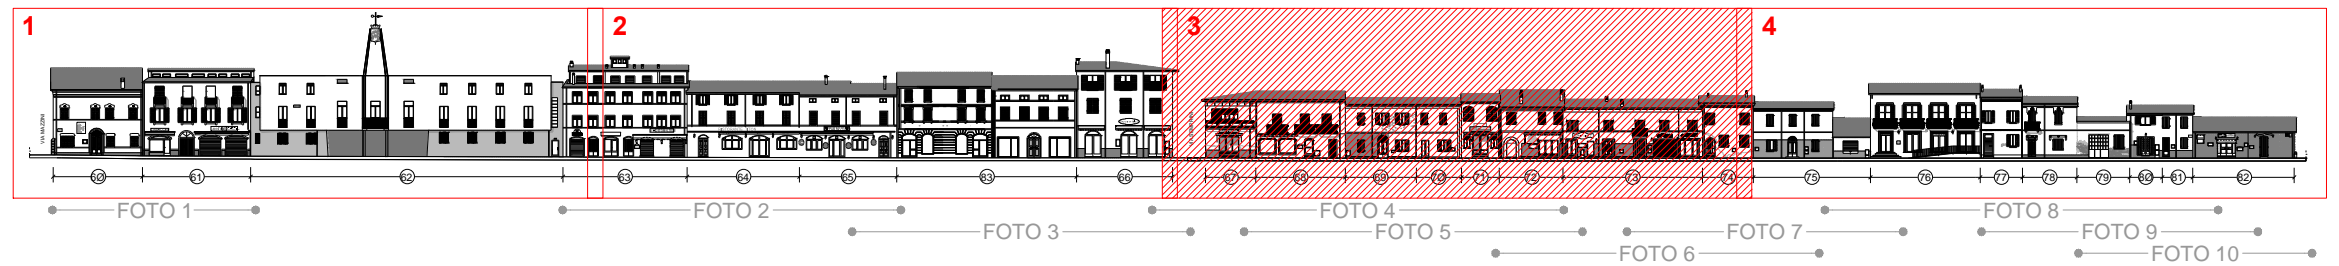 1 2 3 4
VIA MAZZINI
60 61 62 63 64 65 83 66 67 68 69 70 71 72 73 74 75 76 77 78 79 80 81 82
FOTO 1 FOTO 2 FOTO 4 FOTO 8
FOTO 3 FOTO 5 FOTO 7 FOTO 9
FOTO 6 FOTO 10